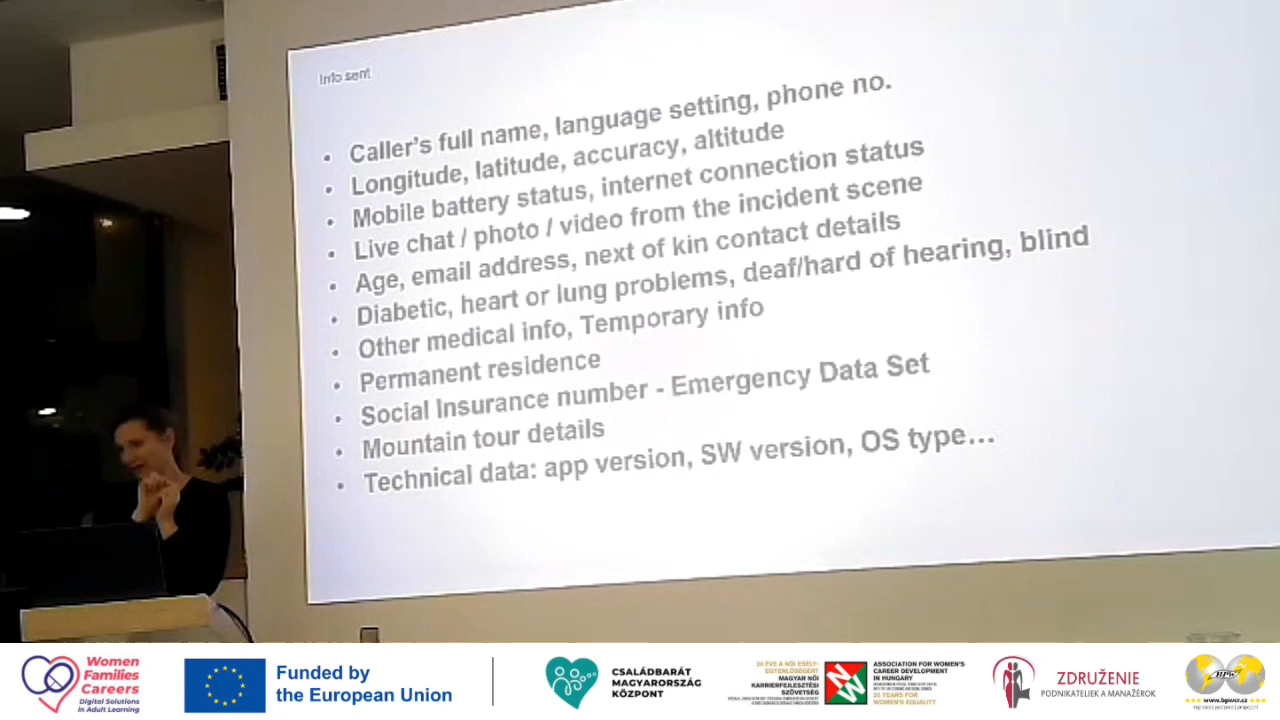 Info sent
• Caller's full name, language setting, phone no.
• Longitude, latitude, accuracy, altitude
• Mobile battery status, internet connection status
• Live chat / photo / video from the incident scene
• Age, email address, next of kin contact details
• Diabetic, heart or lung problems, deaf/hard of hearing, blind
• Other medical info, Temporary info
• Permanent residence
• Social Insurance number - Emergency Data Set
• Mountain tour details
• Technical data: app version, SW version, OS type...
Women
Families
Careers
Digital Solutions
in Adult Learning
Funded by
the European Union
CSALÁDBARÁT
MAGYARORSZÁG
KÖZPONT
20 ÉVE A NŐI ESÉLY-
EGYENLŐSÉGÉRT
MAGYAR NŐI
KARRIERFEJLESZTÉSI
SZÖVETSÉG
NW
ASSOCIATION FOR WOMEN'S
CAREER DEVELOPMENT
IN HUNGARY
20 YEARS FOR
WOMEN'S EQUALITY
ZDRUŽENIE
PODNIKATELIEK A MANAŽÉROK
BPW
www.bpwcr.cz